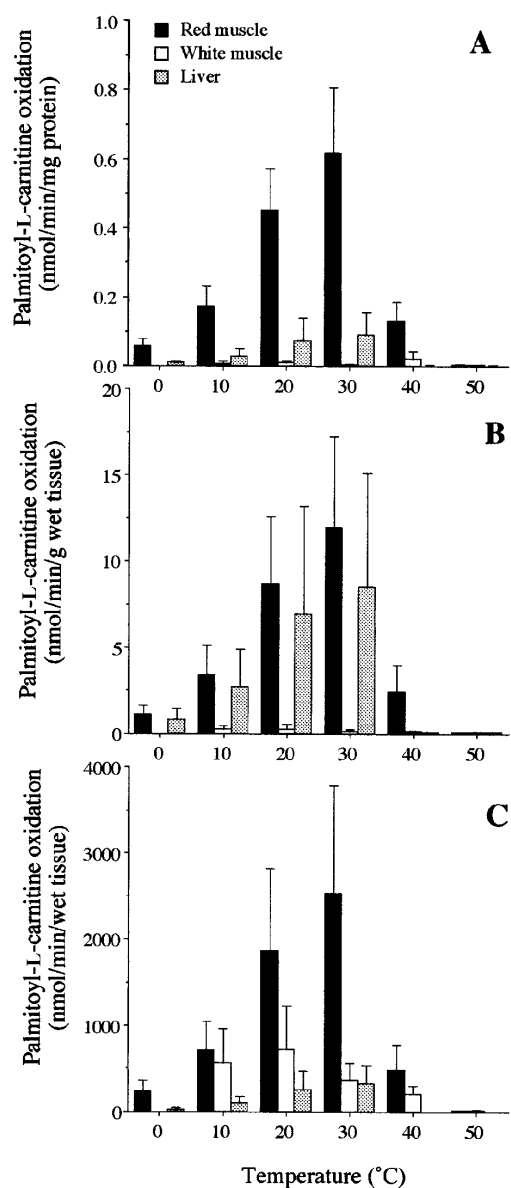 Red muscle
White muscle
Liver
A
Palmitoyl-L-carnitine oxidation
(nmol/min/mg protein)
1.0
0.8
0.6
0.4
0.2
0.0
0 10 20 30 40 50
B
Palmitoyl-L-carnitine oxidation
(nmol/min/g wet tissue)
20
15
10
5
0
0 10 20 30 40 50
C
Palmitoyl-L-carnitine oxidation
(nmol/min/wet tissue)
4000
3000
2000
1000
0
0 10 20 30 40 50
Temperature (°C)